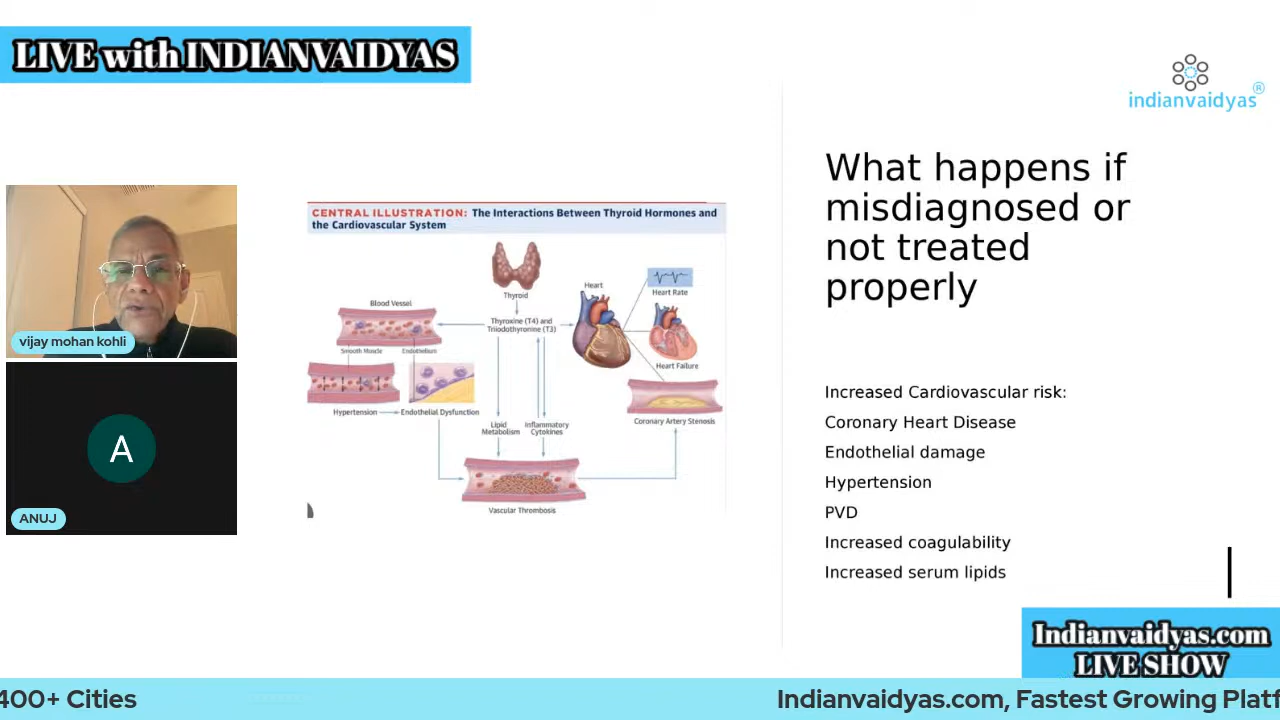 LIVE with INDIANVAIDYAS
indianvaidyas®
vijay mohan kohli
A
ANUJ
CENTRAL ILLUSTRATION: The Interactions Between Thyroid Hormones and
the Cardiovascular System
Thyroid
Heart
Heart Rate
Blood Vessel
Thyroxine (T4) and
Triiodothyronine (T3)
Smooth Muscle
Endothelium
Heart Failure
Hypertension
Endothelial Dysfunction
Lipid
Metabolism
Inflammatory
Cytokines
Coronary Artery Stenosis
Vascular Thrombosis
What happens if
misdiagnosed or
not treated
properly
Increased Cardiovascular risk:
Coronary Heart Disease
Endothelial damage
Hypertension
PVD
Increased coagulability
Increased serum lipids
Indianvaidyas.com
LIVE SHOW
400+ Cities
Indianvaidyas.com, Fastest Growing Platf